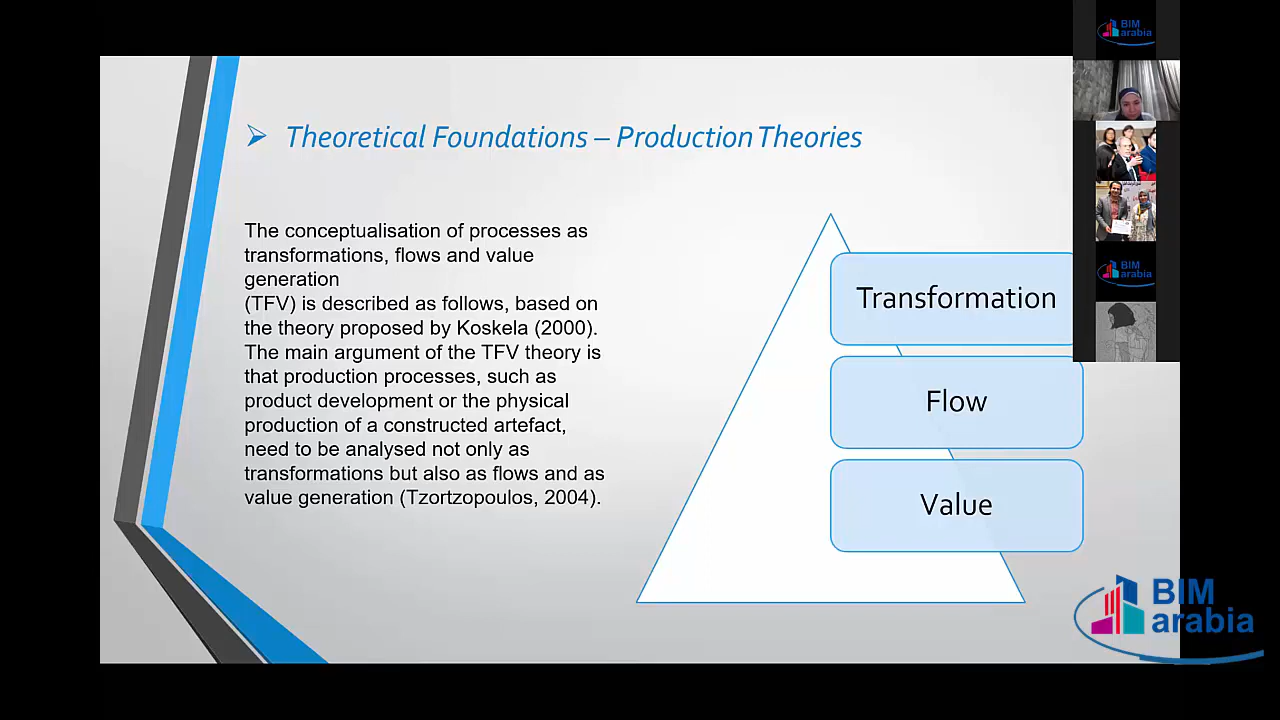 BIM
arabia
Theoretical Foundations – Production Theories
The conceptualisation of processes as
transformations, flows and value
generation
(TFV) is described as follows, based on
the theory proposed by Koskela (2000).
The main argument of the TFV theory is
that production processes, such as
product development or the physical
production of a constructed artefact,
need to be analysed not only as
transformations but also as flows and as
value generation (Tzortzopoulos, 2004).
Transformation
Flow
Value
BIM
arabia
BIM
arabia